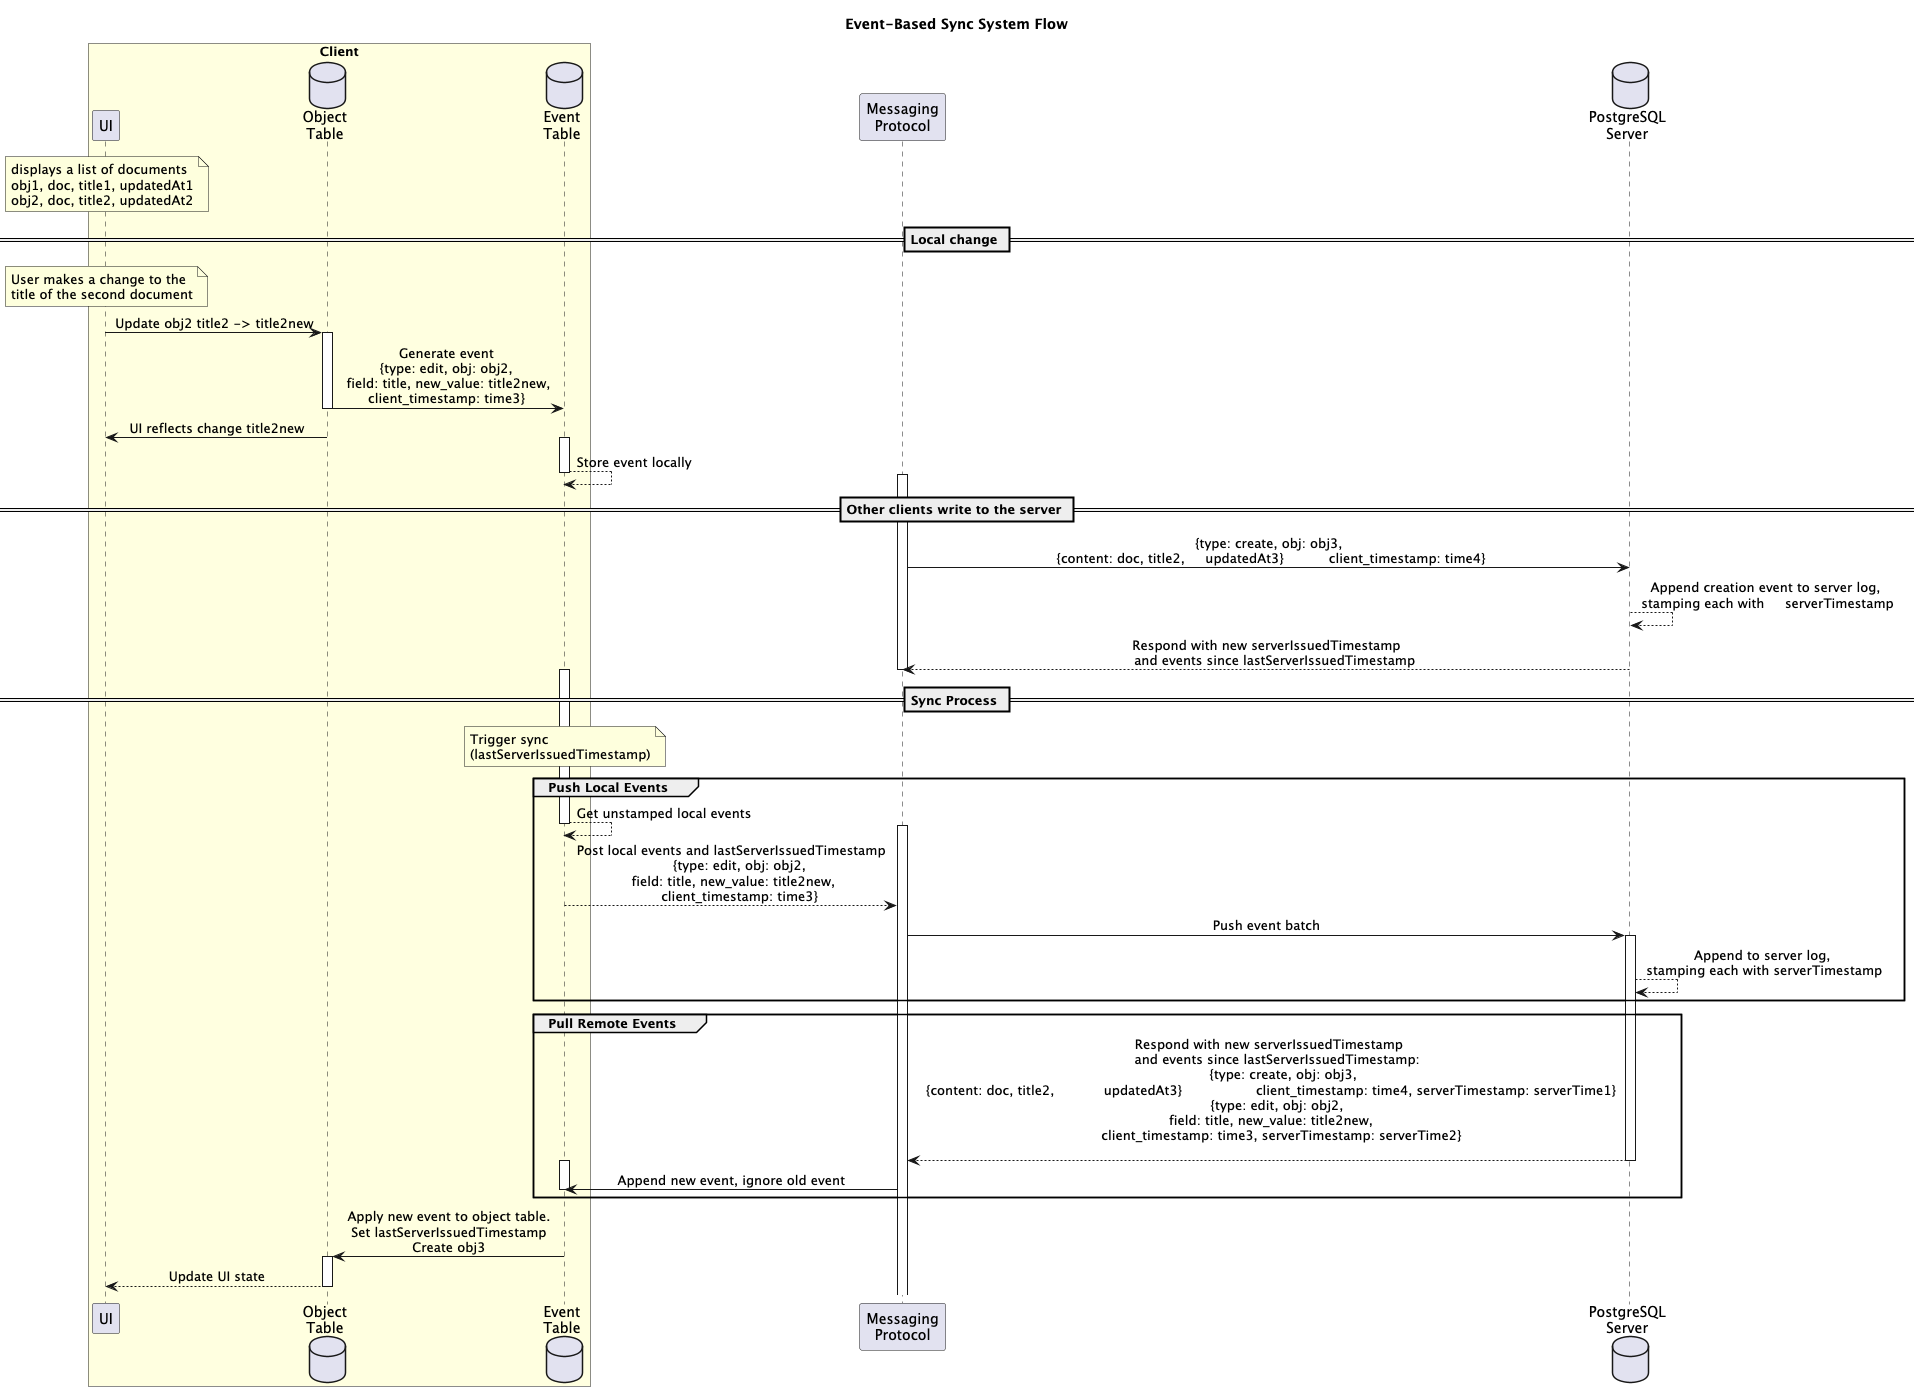 Event-Based Sync System Flow
Client
UI
Object
Table
Event
Table
Messaging
Protocol
PostgreSQL
Server
displays a list of documents
obj1, doc, title1, updatedAt1
obj2, doc, title2, updatedAt2
Local change
User makes a change to the
title of the second document
Update obj2 title2 -> title2new
Generate event
{type: edit, obj: obj2,
field: title, new_value: title2new,
client_timestamp: time3}
UI reflects change title2new
Store event locally
Other clients write to the server
{type: create, obj: obj3,
{content: doc, title2, updatedAt3} client_timestamp: time4}
Append creation event to server log,
stamping each with serverTimestamp
Respond with new serverIssuedTimestamp
and events since lastServerIssuedTimestamp
Sync Process
Trigger sync
(lastServerIssuedTimestamp)
Push Local Events
Get unstamped local events
Post local events and lastServerIssuedTimestamp
{type: edit, obj: obj2,
field: title, new_value: title2new,
client_timestamp: time3}
Push event batch
Append to server log,
stamping each with serverTimestamp
Pull Remote Events
Respond with new serverIssuedTimestamp
and events since lastServerIssuedTimestamp:
{type: create, obj: obj3,
{content: doc, title2, updatedAt3} client_timestamp: time4, serverTimestamp: serverTime1}
{type: edit, obj: obj2,
field: title, new_value: title2new,
client_timestamp: time3, serverTimestamp: serverTime2}
Append new event, ignore old event
Apply new event to object table.
Set lastServerIssuedTimestamp
Create obj3
Update UI state
UI
Object
Table
Event
Table
Messaging
Protocol
PostgreSQL
Server